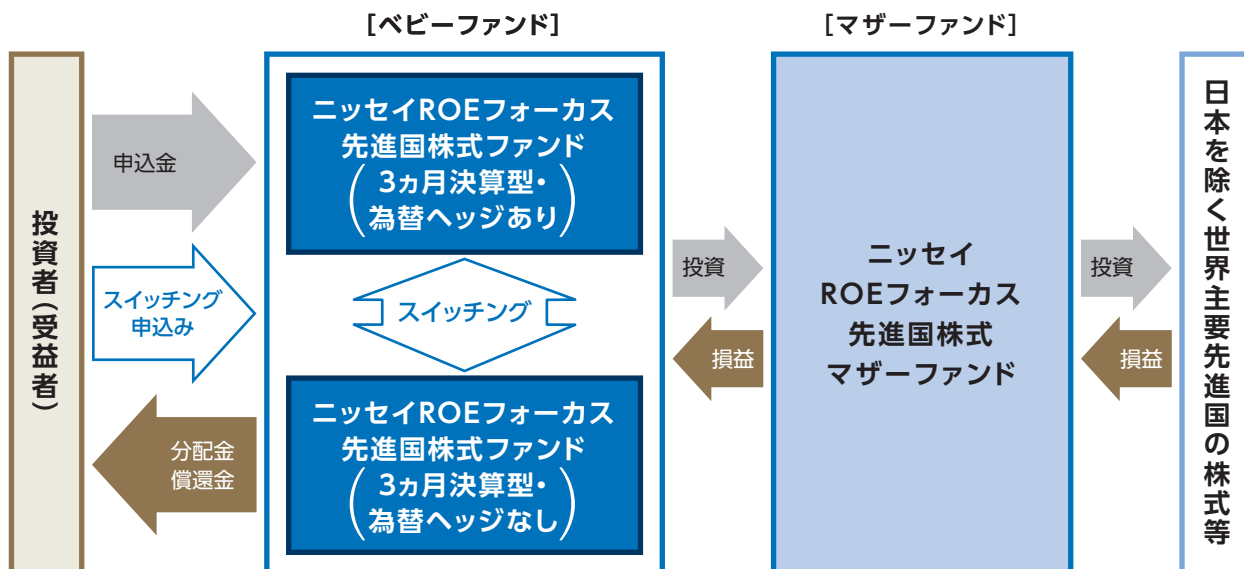 [ベビーファンド]
[マザーファンド]
投資者(受益者)
申込金
スイッチング
申込み
分配金
償還金
ニッセイROEフォーカス
先進国株式ファンド
(3ヵ月決算型・
為替ヘッジあり)
スイッチング
ニッセイROEフォーカス
先進国株式ファンド
(3ヵ月決算型・
為替ヘッジなし)
投資
損益
ニッセイ
ROEフォーカス
先進国株式
マザーファンド
投資
損益
日本を除く世界主要先進国の株式等